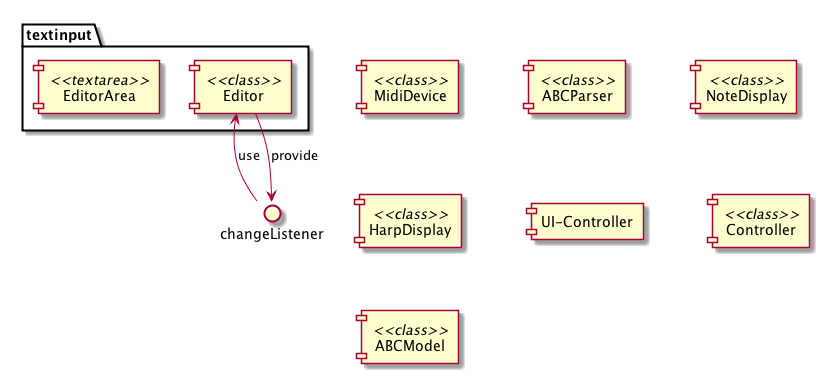 textinput
<<textarea>>
EditorArea
<<class>>
Editor
<<class>>
MidiDevice
<<class>>
ABCParser
<<class>>
NoteDisplay
use
provide
changeListener
<<class>>
HarpDisplay
UI-Controller
<<class>>
Controller
<<class>>
ABCModel